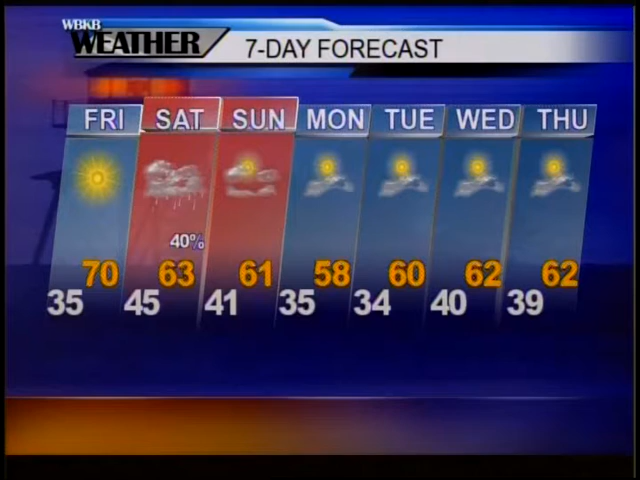 WBKB
WEATHER
7-DAY FORECAST
FRI SAT SUN MON TUE WED THU
40%
70 63 61 58 60 62 62
35 45 41 35 34 40 39